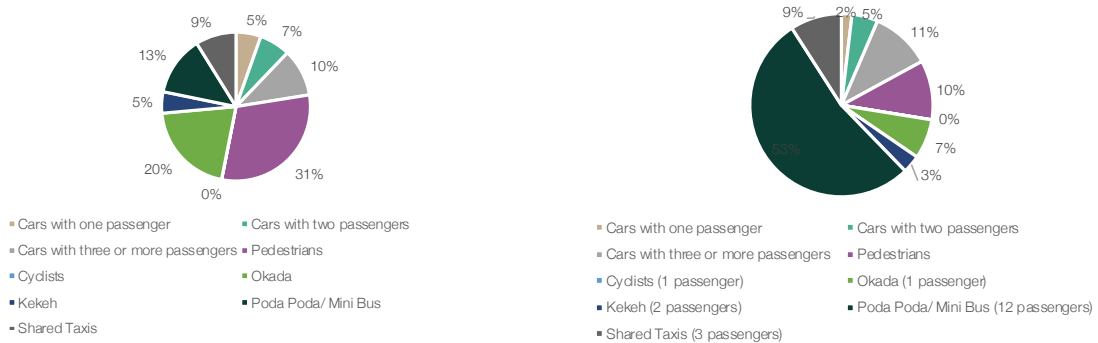 9%
5%
7%
13%
10%
5%
20%
31%
0%
Cars with one passenger
Cars with two passengers
Cars with three or more passengers
Pedestrians
Cyclists
Okada
Kekeh
Poda Poda/ Mini Bus
Shared Taxis
9%
2%
5%
11%
10%
0%
53%
7%
3%
Cars with one passenger
Cars with two passengers
Cars with three or more passengers
Pedestrians
Cyclists (1 passenger)
Okada (1 passenger)
Kekeh (2 passengers)
Poda Poda/ Mini Bus (12 passengers)
Shared Taxis (3 passengers)